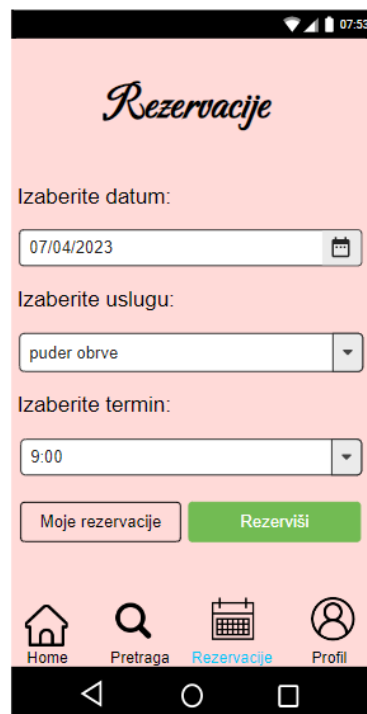 07:53
Rezervacije
Izaberite datum:
07/04/2023
Izaberite uslugu:
puder obrve
Izaberite termin:
9:00
Moje rezervacije Rezerviši
Home Pretraga Rezervacije Profil